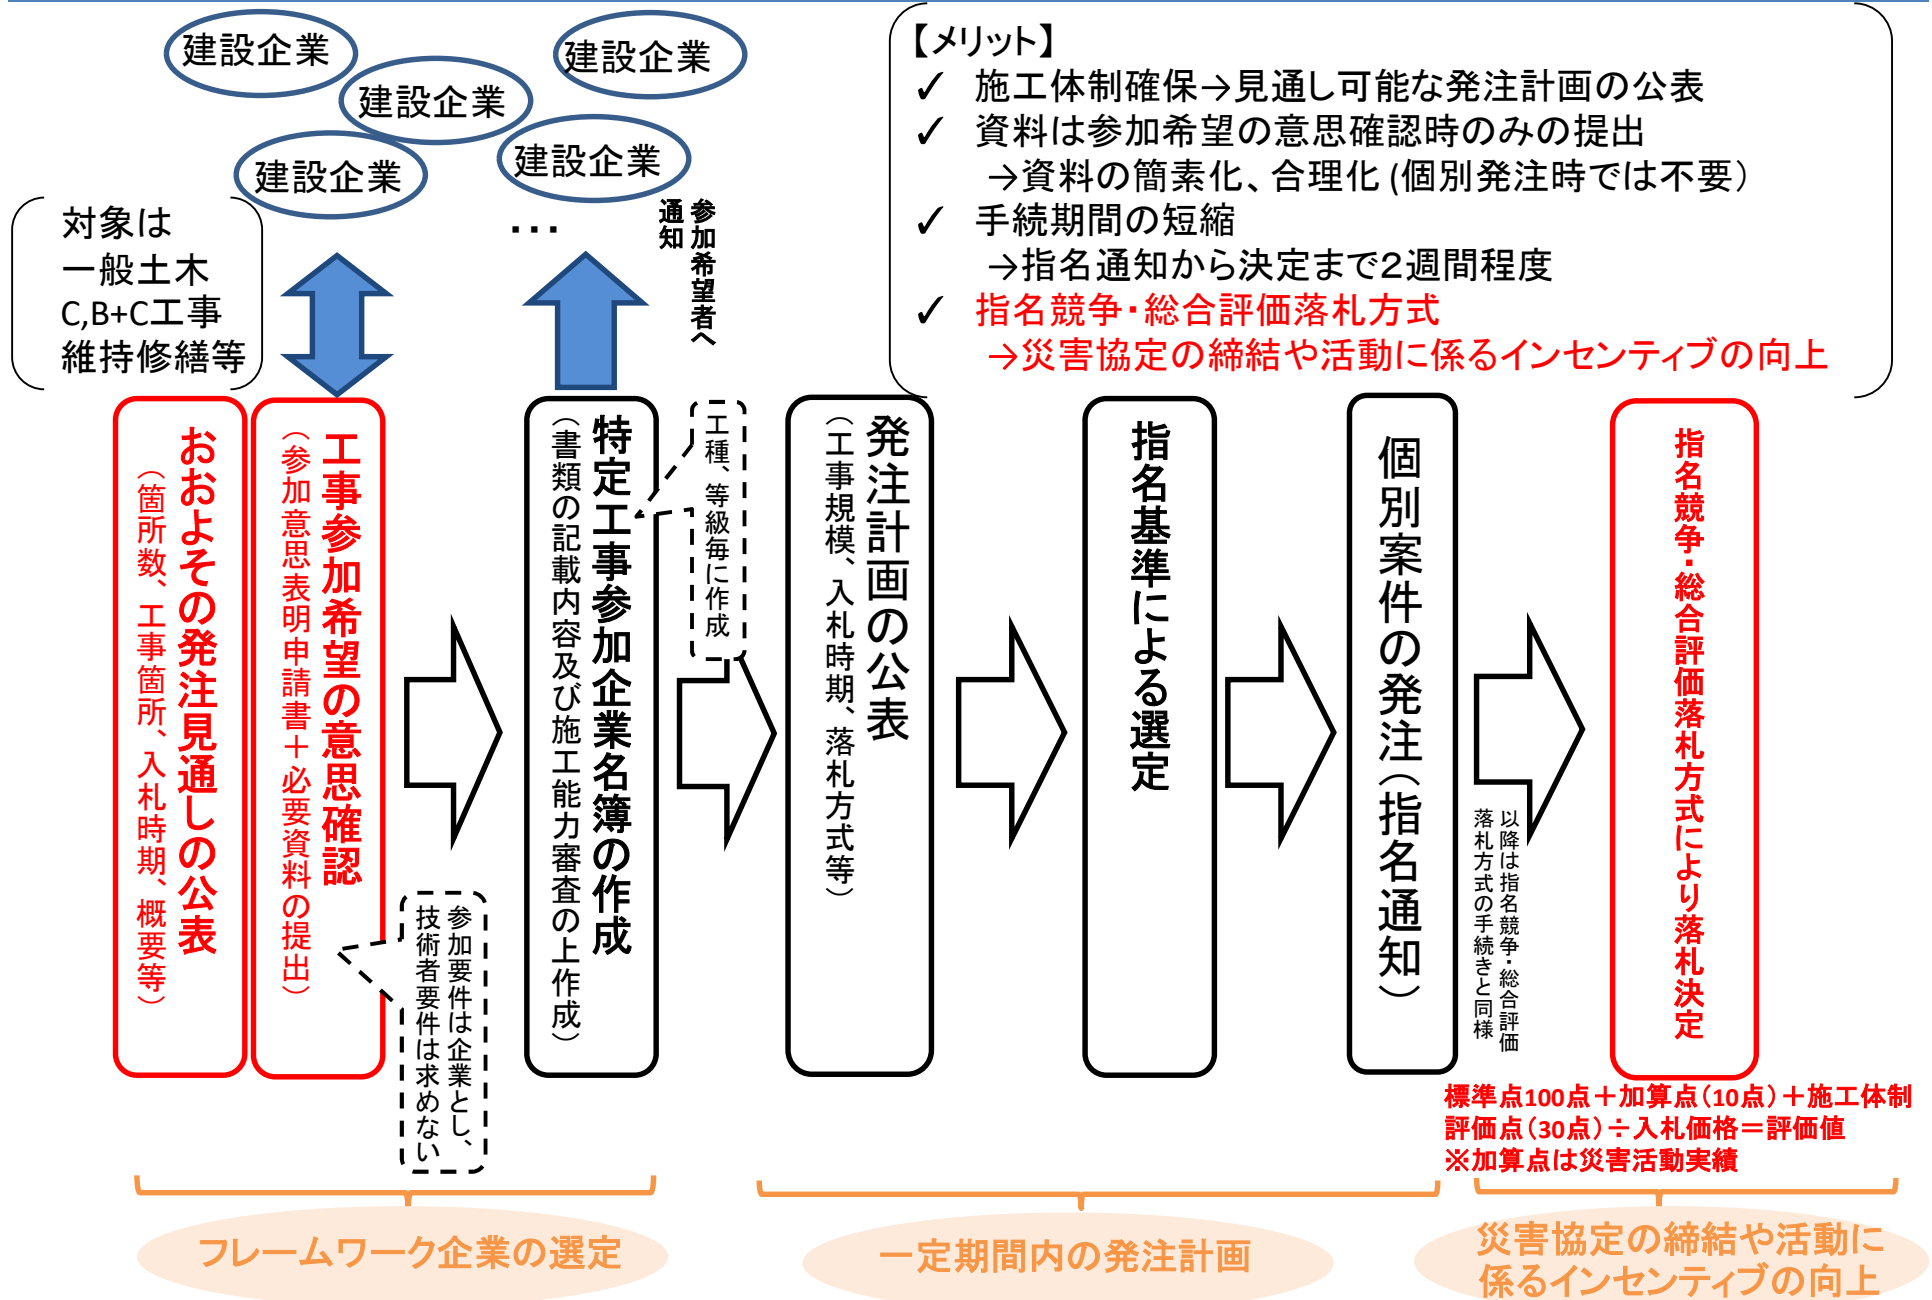 建設企業
建設企業
建設企業
建設企業
建設企業
・・・
対象は
一般土木
C,B+C工事
維持修繕等
参加希望者へ
通知
【メリット】
✓ 施工体制確保→見通し可能な発注計画の公表
✓ 資料は参加希望の意思確認時のみの提出
→資料の簡素化、合理化(個別発注時では不要)
✓ 手続期間の短縮
→指名通知から決定まで2週間程度
✓ 指名競争・総合評価落札方式
→災害協定の締結や活動に係るインセンティブの向上
おおよその発注見通しの公表
(箇所数、工事箇所、入札時期、概要等)
工事参加希望の意思確認
(参加意思表明申請書+必要資料の提出)
参加要件は企業とし、
技術者要件は求めない
特定工事参加企業名簿の作成
(書類の記載内容及び施工能力審査の上作成)
工種、等級毎に作成
発注計画の公表
(工事規模、入札時期、落札方式等)
指名基準による選定
個別案件の発注(指名通知)
以降は指名競争・総合評価
落札方式の手続きと同様
指名競争・総合評価落札方式により落札決定
標準点100点+加算点(10点)+施工体制
評価点(30点)÷入札価格=評価値
※加算点は災害活動実績
フレームワーク企業の選定
一定期間内の発注計画
災害協定の締結や活動に
係るインセンティブの向上